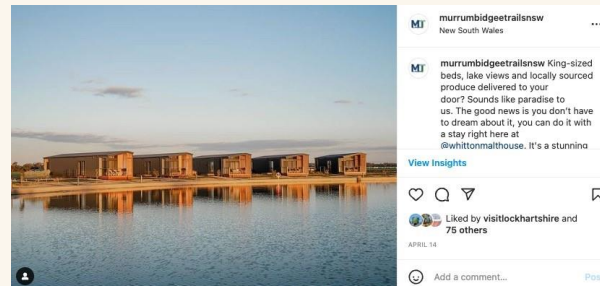 murrumbidgeetrailsnsw
New South Wales
murrumbidgeetrailsnsw King-sized
beds, lake views and locally sourced
produce delivered to your
door? Sounds like paradise to
us. The good news is you don't have
to dream about it, you can do it with
a stay right here at
@whittonmalthouse. It's a stunning
View Insights
Liked by visitlockhartshire and
75 others
APRIL 14
Add a comment...
Pos